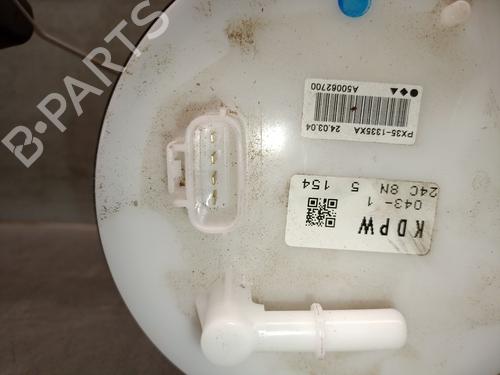 B-PARTS
PX35-1335XA 24.03.04
A50062700
KDPW
043-1
24C 8N 5 154